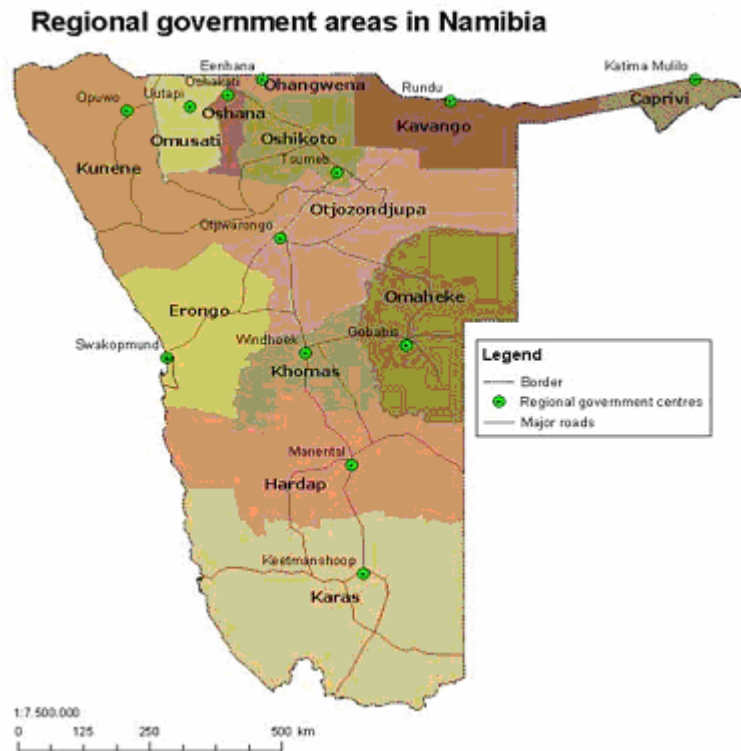 Regional government areas in Namibia
Eenhana
Katima Mulilo
Oshakati
Ohangwena
Rundu
Opuwo
Uutapi
Caprivi
Oshana
Kavango
Omusati
Oshikoto
Kunene
Tsumeb
Otjozondjupa
Otjiwarongo
Omaheke
Erongo
Swakopmund
Windhoek
Gobabis
Khomas
Legend
Border
Regional government centres
Major roads
Mariental
Hardap
Keetmanshoop
Karas
1:7.500.000
0 125 250 500 km